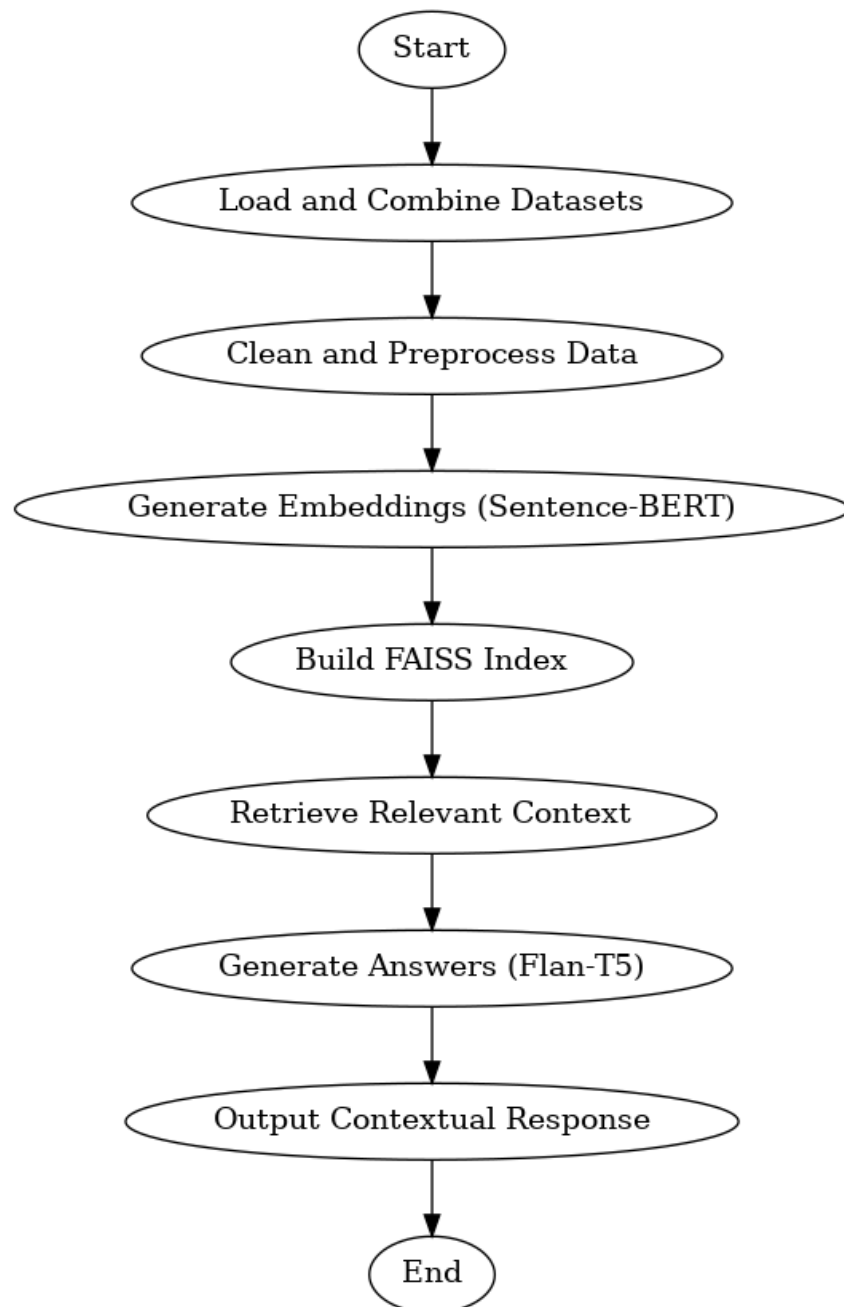 Start
Load and Combine Datasets
Clean and Preprocess Data
Generate Embeddings (Sentence-BERT)
Build FAISS Index
Retrieve Relevant Context
Generate Answers (Flan-T5)
Output Contextual Response
End